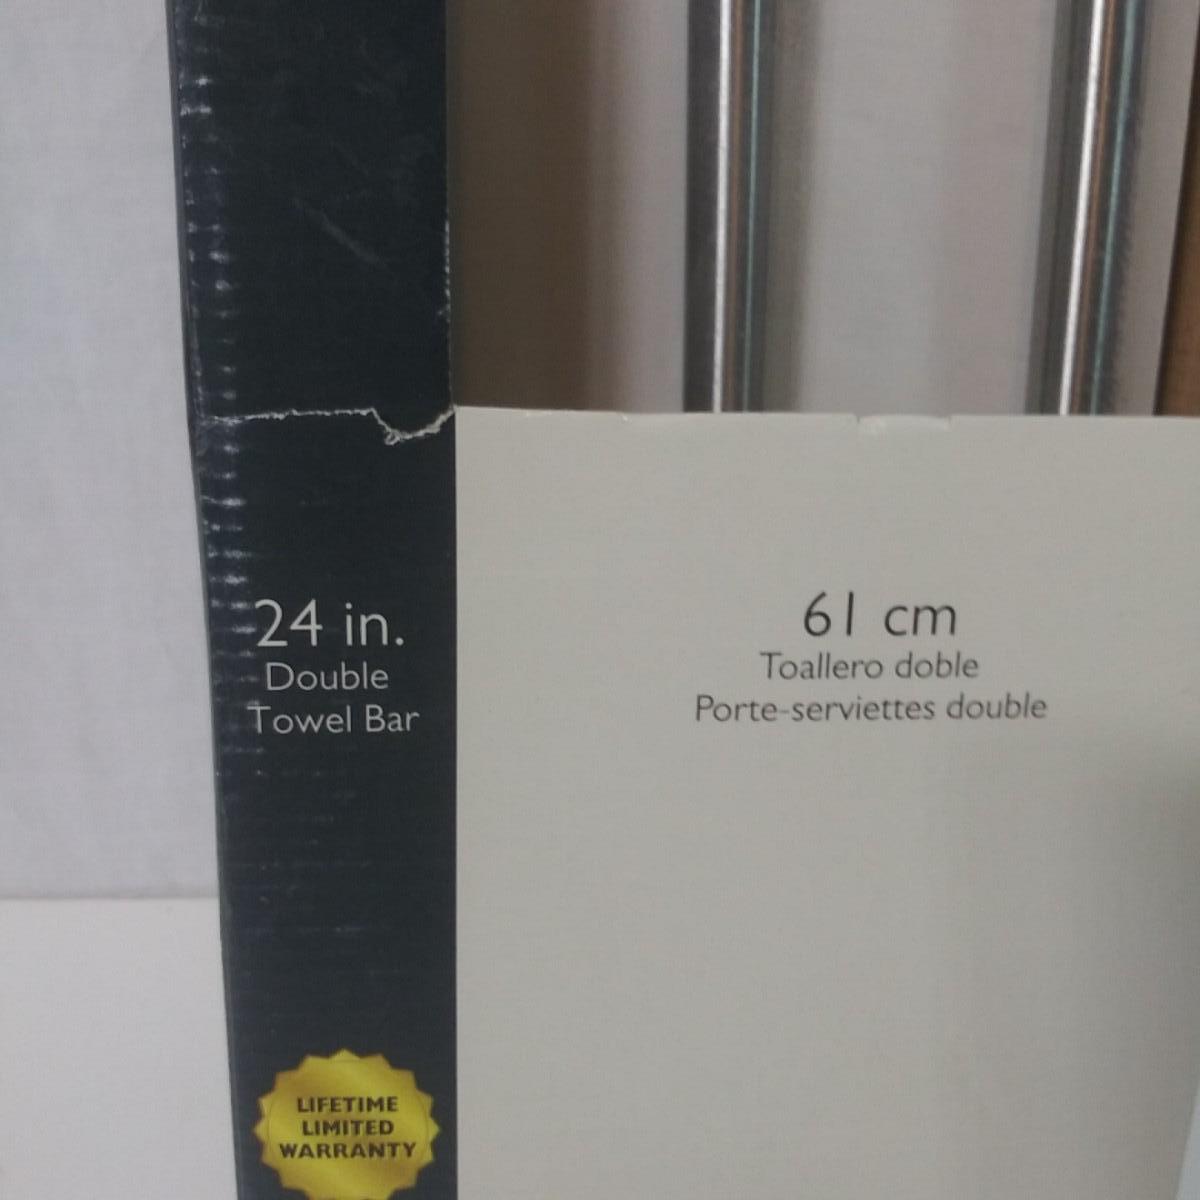 24 in.
Double
Towel Bar
61 cm
Toallero doble
Porte-serviettes double
LIFETIME
LIMITED
WARRANTY